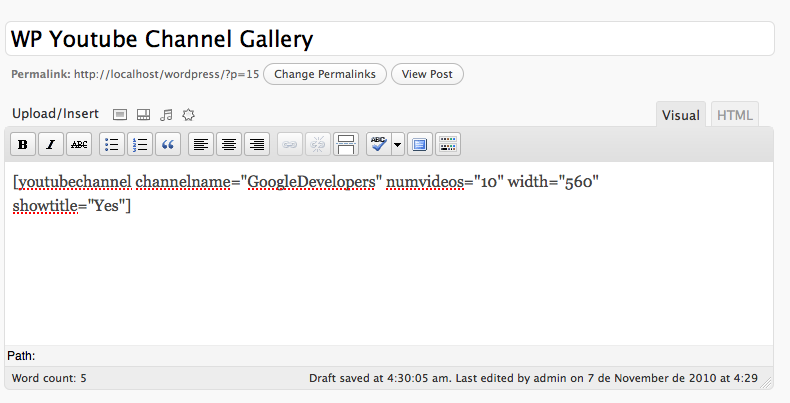 WP Youtube Channel Gallery
Permalink: http://localhost/wordpress/?p=15 Change Permalinks View Post
Upload/Insert Visual HTML
B I ABC ABC
[youtubechannel channelname="GoogleDevelopers" numvideos="10" width="560"
showtitle="Yes"]
Path:
Word count: 5 Draft saved at 4:30:05 am. Last edited by admin on 7 de November de 2010 at 4:29